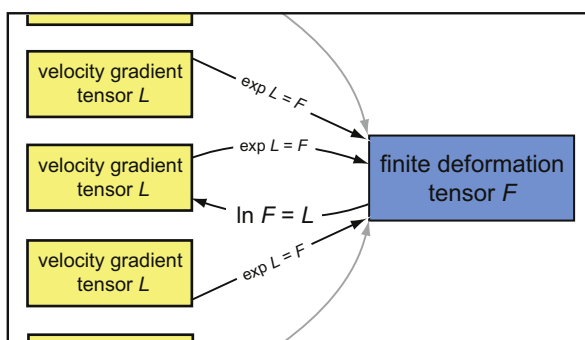 velocity gradient
tensor L
exp L = F
velocity gradient
tensor L
exp L = F
finite deformation
tensor F
ln F = L
velocity gradient
tensor L
exp L = F